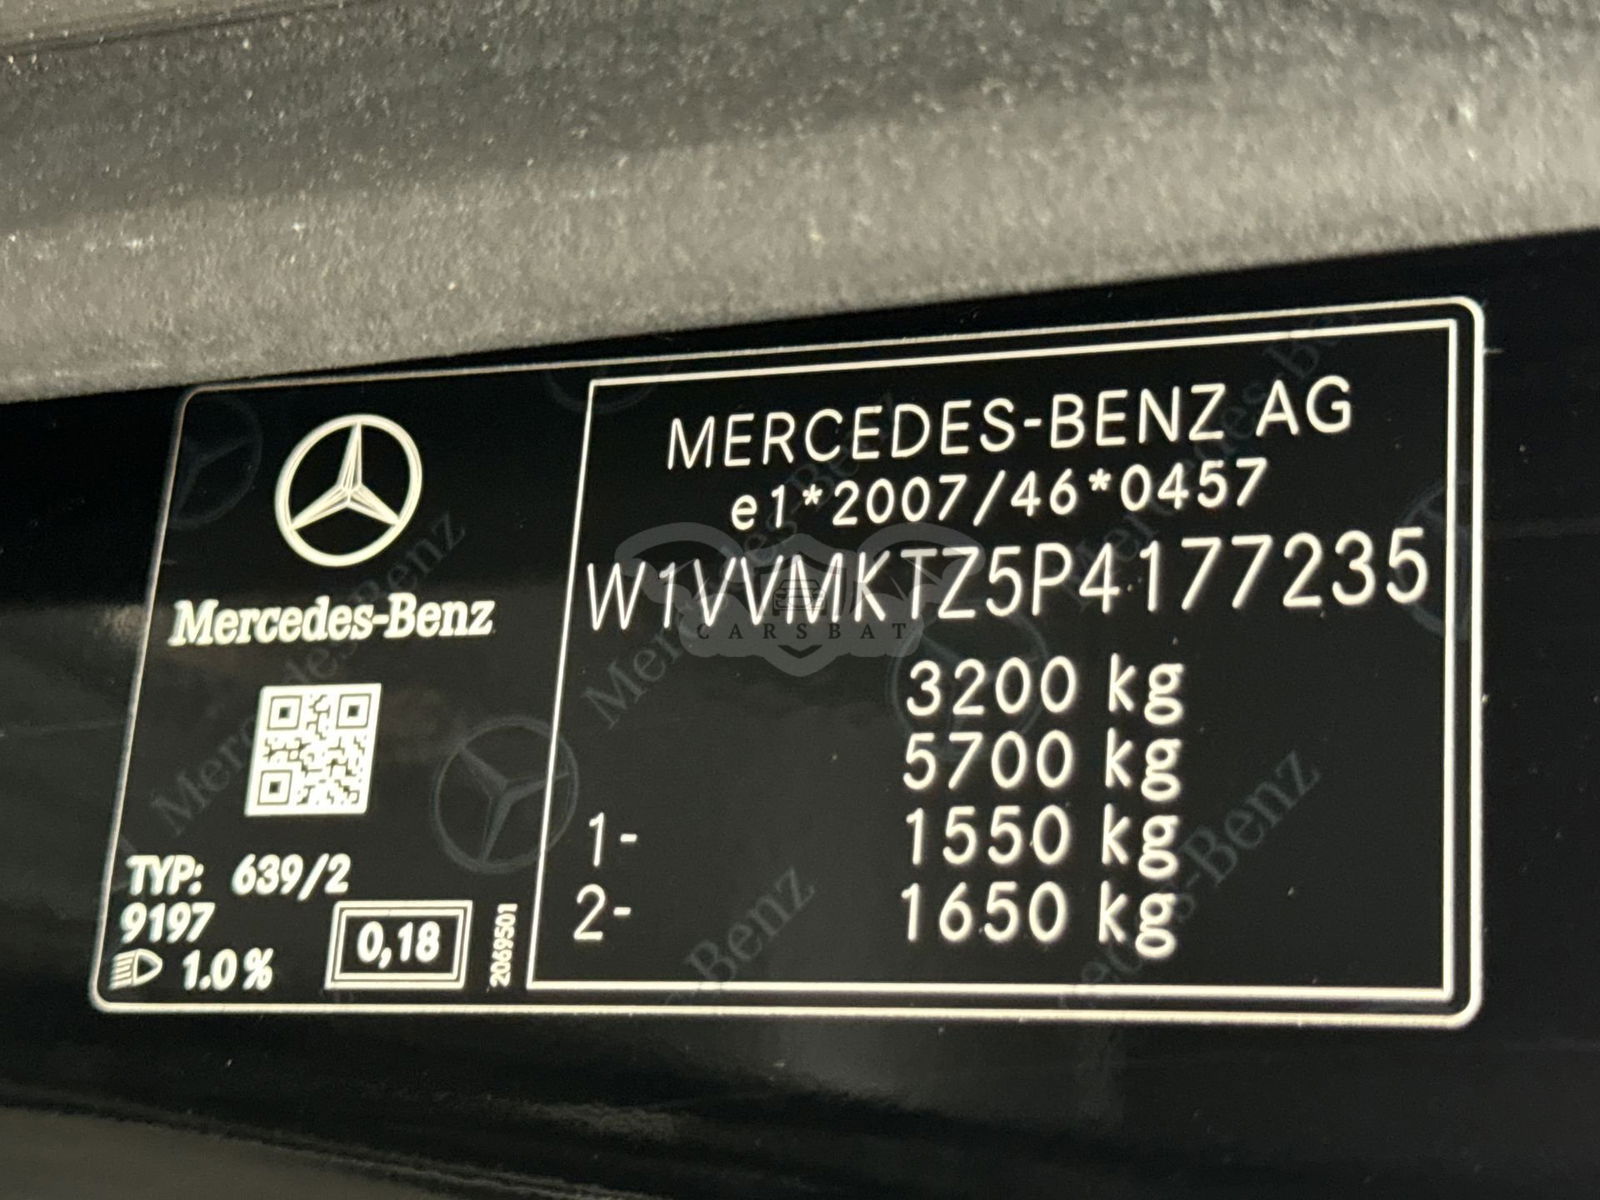 Mercedes-Benz
TYP: 639/2
9197
1.0%
0,18
2069501
MERCEDES-BENZ AG
e1*2007/46*0457
W1VVMKTZ5P4177235
CARSBAT
3200 kg
5700 kg
1- 1550 kg
2- 1650 kg